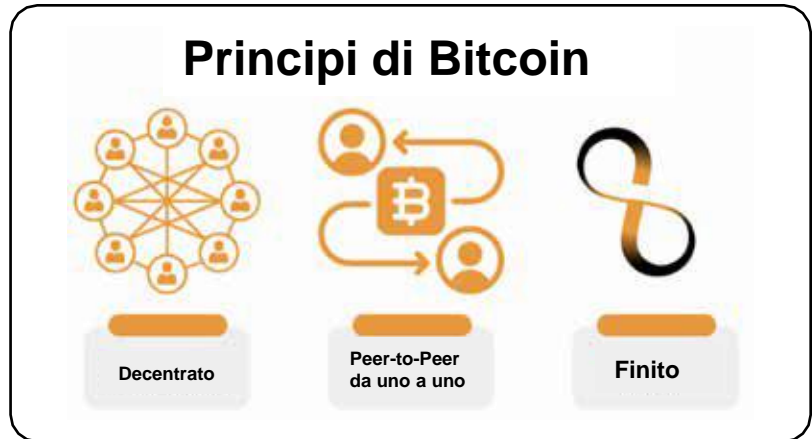 Principi di Bitcoin
Decentrato
Peer-to-Peer
da uno a uno
Finito